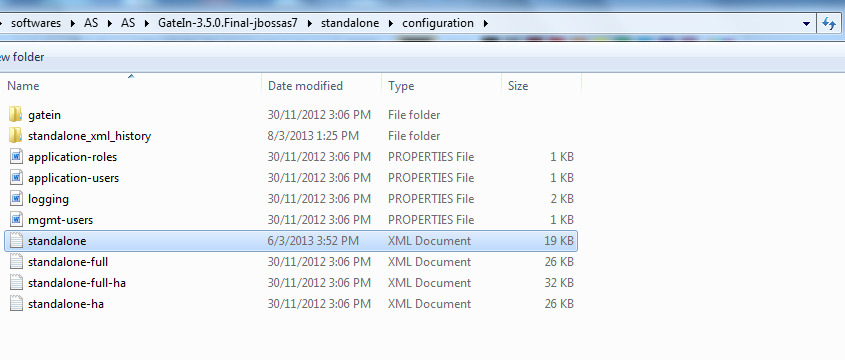 softwares ▸ AS ▸ AS ▸ GateIn-3.5.0.Final-jbossas7 ▸ standalone ▸ configuration ▸
ew folder
Name Date modified Type Size
gatein 30/11/2012 3:06 PM File folder
standalone_xml_history 8/3/2013 1:25 PM File folder
application-roles 30/11/2012 3:06 PM PROPERTIES File 1 KB
application-users 30/11/2012 3:06 PM PROPERTIES File 1 KB
logging 30/11/2012 3:06 PM PROPERTIES File 2 KB
mgmt-users 30/11/2012 3:06 PM PROPERTIES File 1 KB
standalone 6/3/2013 3:52 PM XML Document 19 KB
standalone-full 30/11/2012 3:06 PM XML Document 26 KB
standalone-full-ha 30/11/2012 3:06 PM XML Document 32 KB
standalone-ha 30/11/2012 3:06 PM XML Document 26 KB